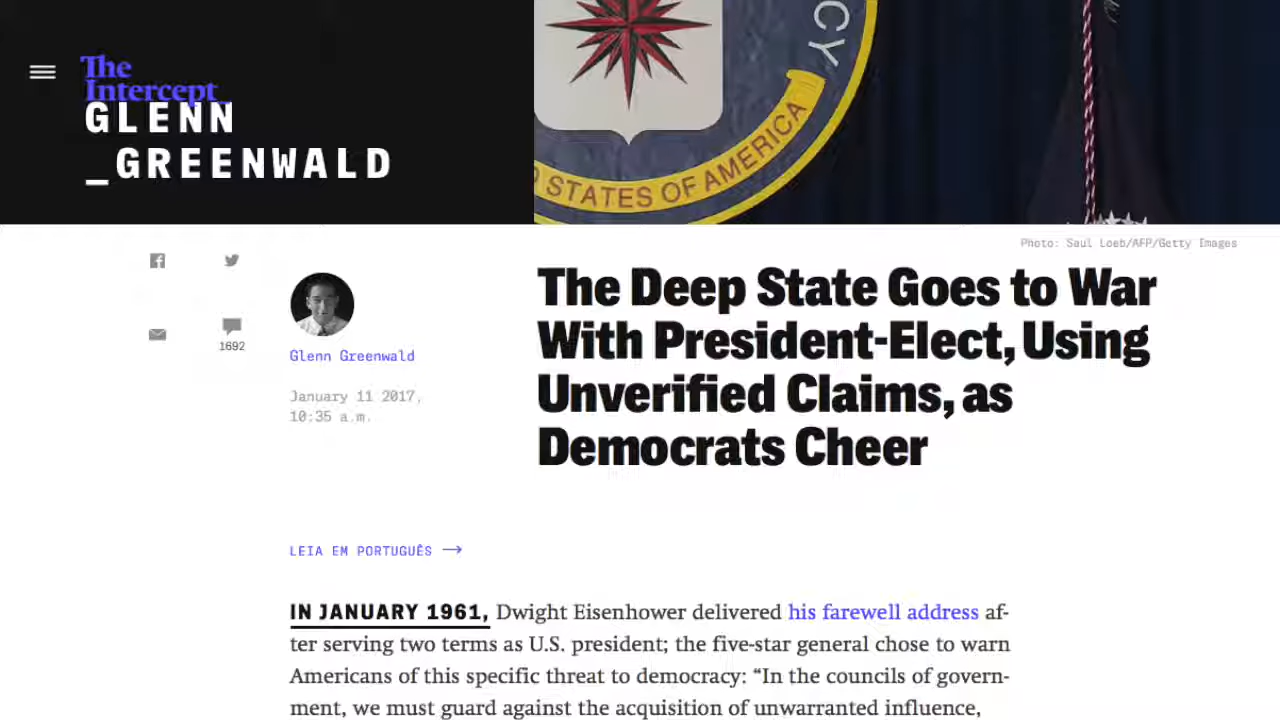 The
Intercept_
GLENN
_GREENWALD
CY
STATES OF AMERICA
Photo: Saul Loeb/AFP/Getty Images
1692
Glenn Greenwald
January 11 2017,
10:35 a.m.
The Deep State Goes to War
With President-Elect, Using
Unverified Claims, as
Democrats Cheer
LEIA EM PORTUGUÊS →
IN JANUARY 1961, Dwight Eisenhower delivered his farewell address af-
ter serving two terms as U.S. president; the five-star general chose to warn
Americans of this specific threat to democracy: “In the councils of govern-
ment, we must guard against the acquisition of unwarranted influence,